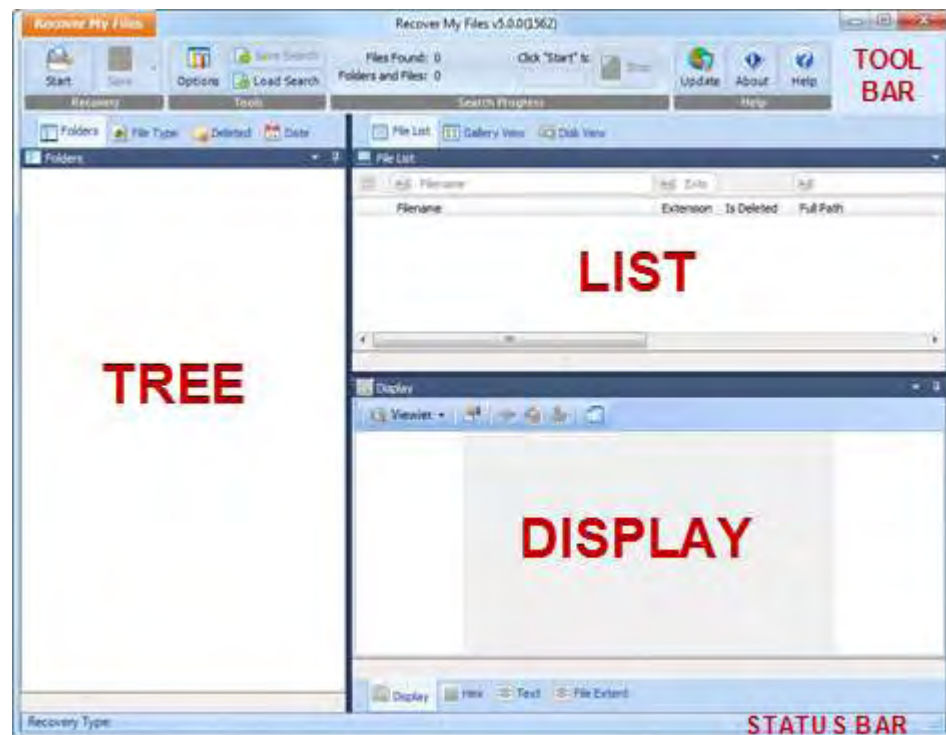 Recover My Files Recover My Files v5.0.0(1562)
Files Found: 0 Click "Start" to
Folders and Files: 0
Save Search
Load Search
Start Save Options Stop Update About Help
TOOL
BAR
Recovery Tools Search Progress Help
Folders File Type Deleted Date File List Gallery View Disk View
Folders File List
Filename
Filename Extension Is Deleted Full Path
LIST
TREE
Display
Viewer
DISPLAY
Display Hex Text File Extent
Recovery Type:
STATUS BAR